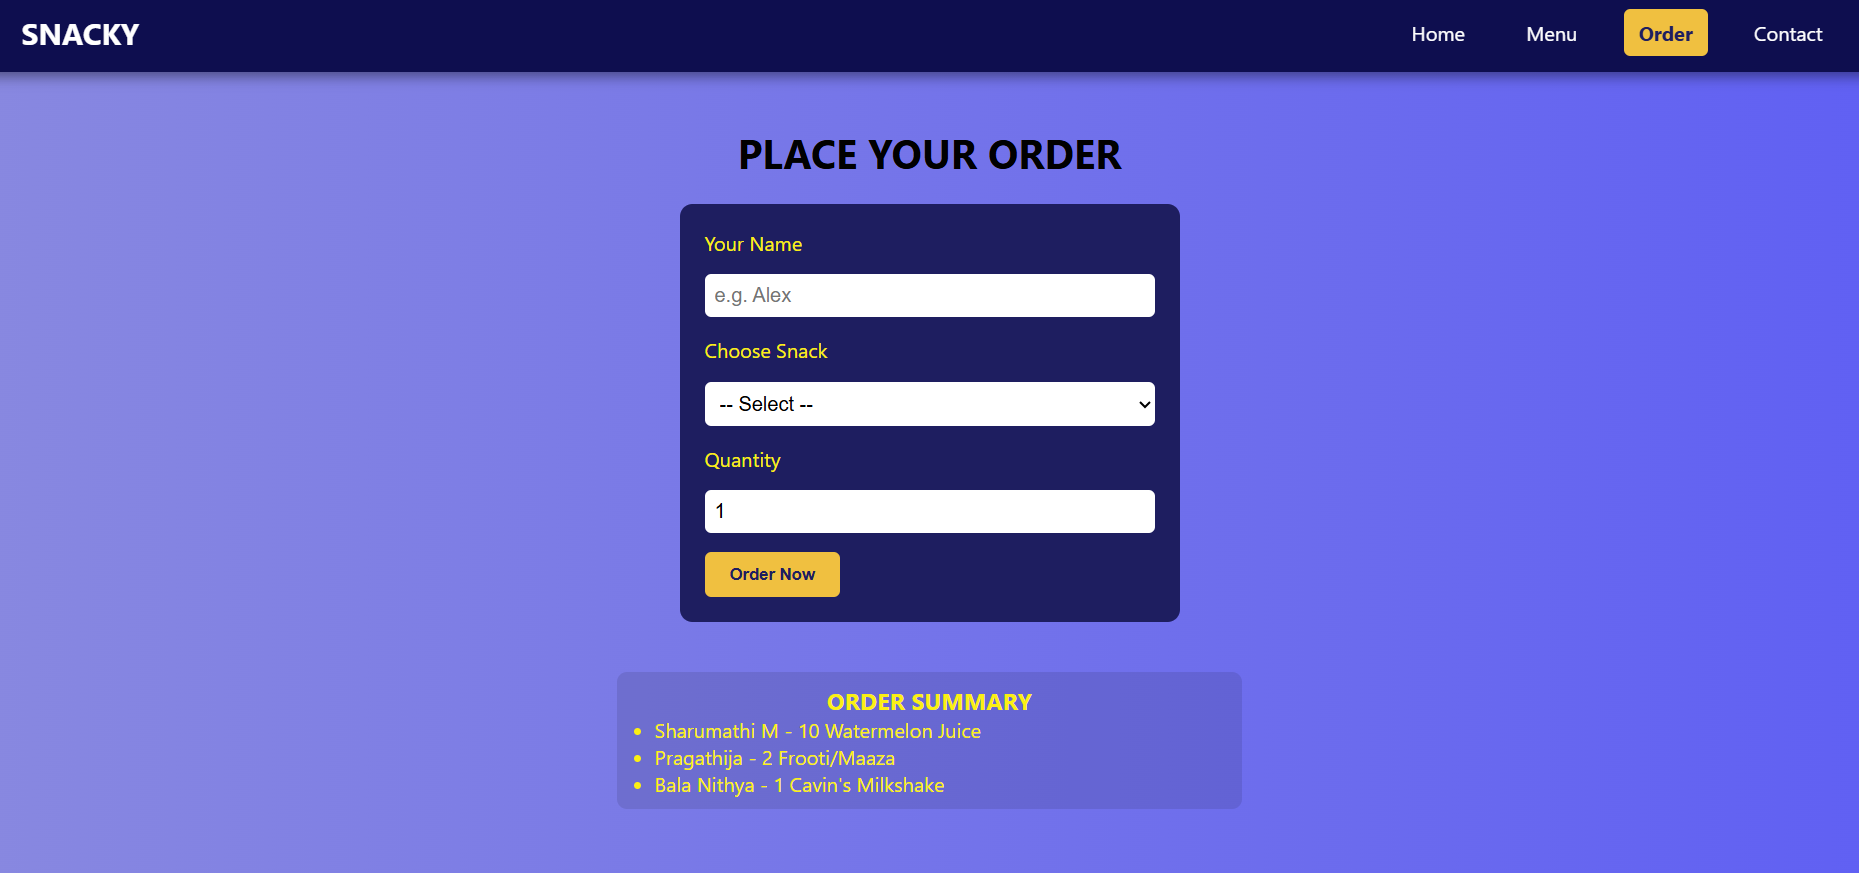 SNACKY Home Menu Order Contact
PLACE YOUR ORDER
Your Name
e.g. Alex
Choose Snack
-- Select --
Quantity
1
Order Now
ORDER SUMMARY
Sharumathi M - 10 Watermelon Juice
Pragathija - 2 Frooti/Maaza
Bala Nithya - 1 Cavin's Milkshake